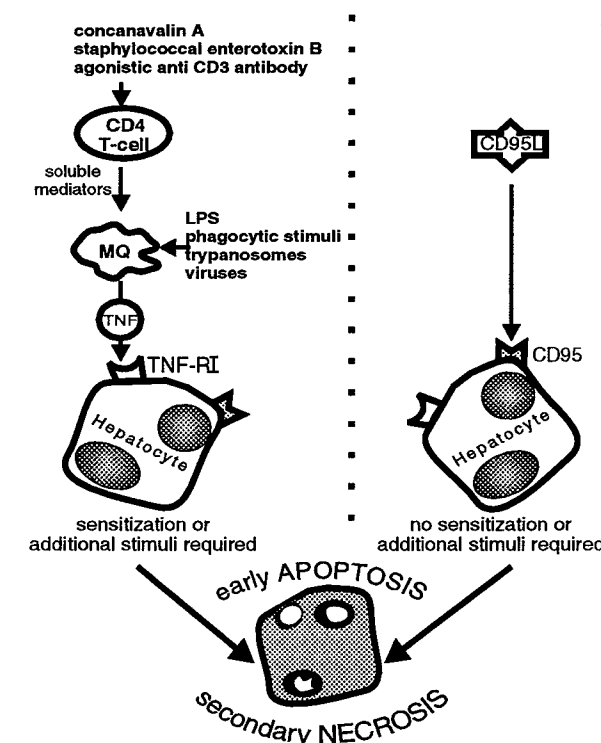 concanavalin A
staphylococcal enterotoxin B
agonistic anti CD3 antibody
CD4
T-cell
soluble
mediators
LPS
phagocytic stimuli
trypanosomes
viruses
MQ
TNF
TNF-RI
Hepatocyte
sensitization or
additional stimuli required
CD95L
CD95
Hepatocyte
no sensitization or
additional stimuli required
early APOPTOSIS
secondary NECROSIS